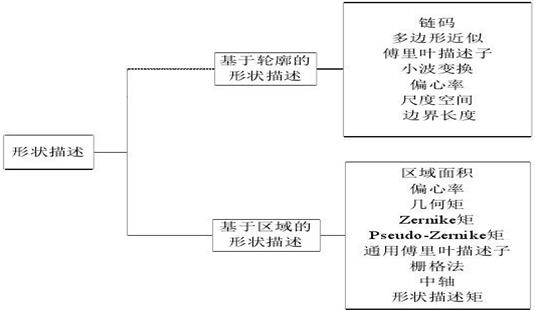 形状描述
基于轮廓的
形状描述
链码
多边形近似
傅里叶描述子
小波变换
偏心率
尺度空间
边界长度
基于区域的
形状描述
区域面积
偏心率
几何矩
Zernike矩
Pseudo-Zernike矩
通用傅里叶描述子
栅格法
中轴
形状描述矩